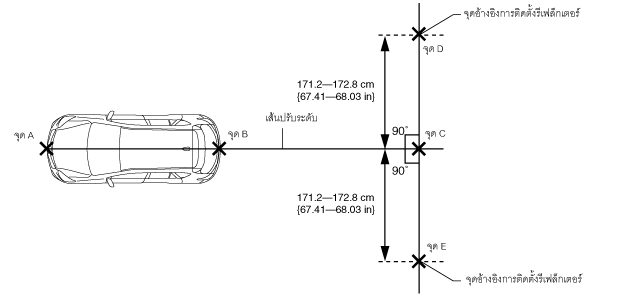 จุดอ้างอิงการติดตั้งรีเฟล็กเตอร์
จุด D
171.2—172.8 cm
{67.41—68.03 in}
เส้นปรับระดับ
จุด A
จุด B
90°
จุด C
90°
171.2—172.8 cm
{67.41—68.03 in}
จุด E
จุดอ้างอิงการติดตั้งรีเฟล็กเตอร์